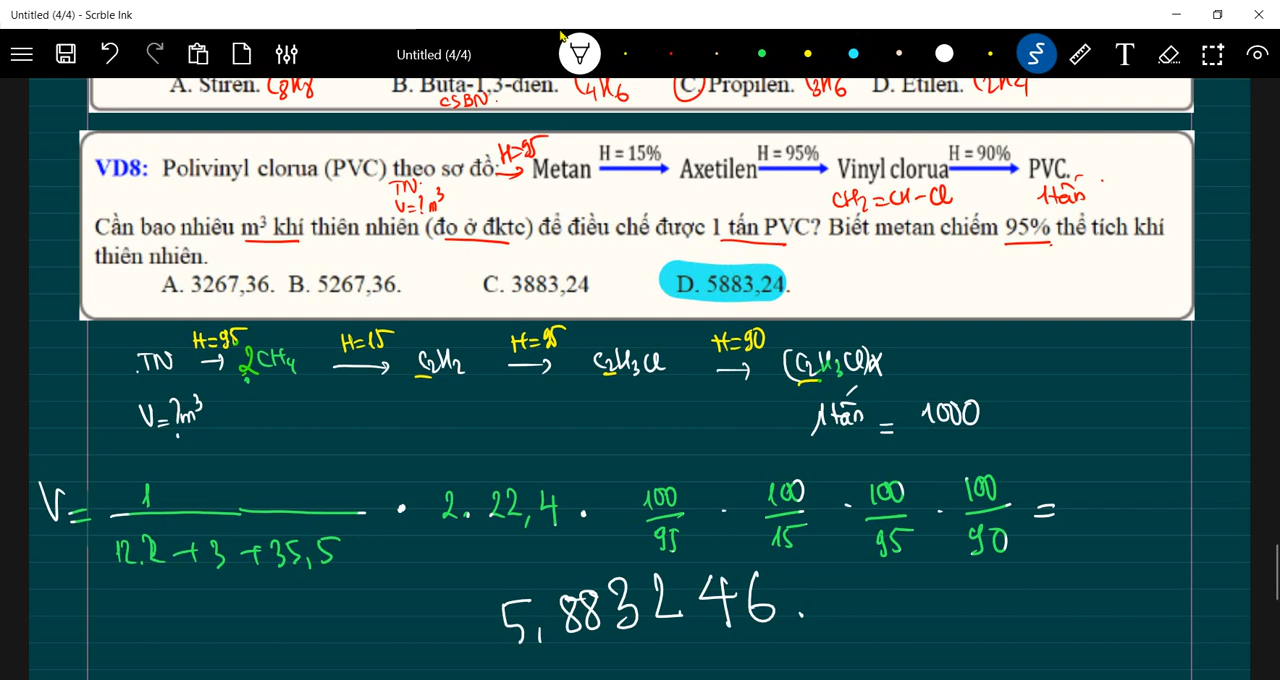 Untitled (4/4) - Scrble Ink
Untitled (4/4)
A. Stiren. C8H8 B. Buta-1,3-đien. C4H6 C. Propilen. C3H6 D. Etilen. C2H4
CSBN.
VD8: Polivinyl clorua (PVC) theo sơ đồ: H=95 → Metan H = 15% → Axetilen H = 95% → Vinyl clorua H = 90% → PVC.
TN: V=? m³ CH2=CH-Cl 1tấn
Cần bao nhiêu m³ khí thiên nhiên (đo ở đktc) để điều chế được 1 tấn PVC? Biết metan chiếm 95% thể tích khí
thiên nhiên.
A. 3267,36. B. 5267,36. C. 3883,24 D. 5883,24.
H=95 H=15 H=95 H=90
TN → 2CH4 → C2H2 → C2H3Cl → (C2H3Cl)x
V=?m³ 1tấn = 1000
V = 1/(12.2+3+35,5) . 2. 22,4 . 100/95 . 100/15 . 100/95 . 100/90 =
5,883246.